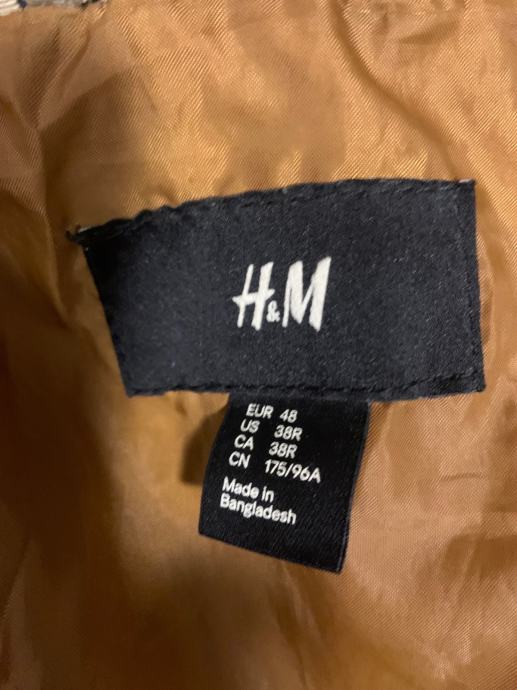 H&M
EUR 48
US 38R
CA 38R
CN 175/96A
Made in
Bangladesh